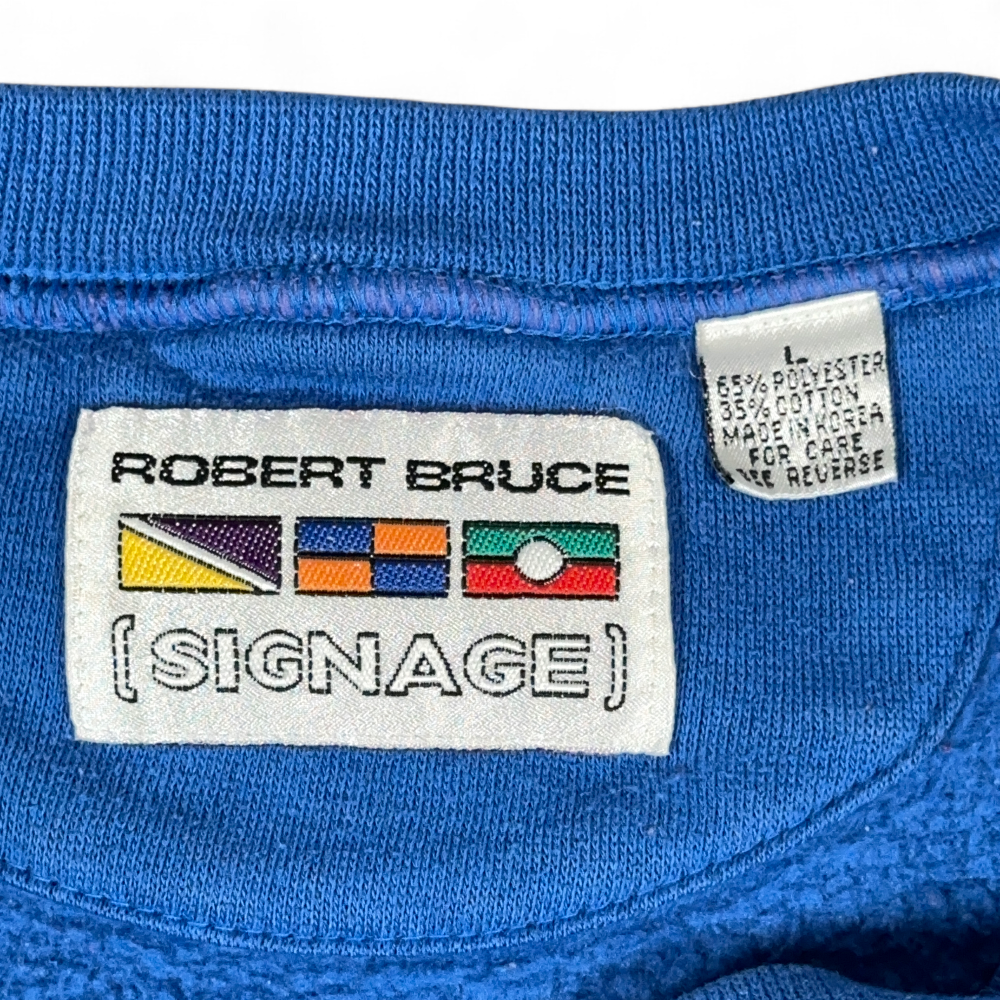 ROBERT BRUCE
[SIGNAGE]
L
65% POLYESTER
35% COTTON
MADE IN KOREA
FOR CARE
SEE REVERSE